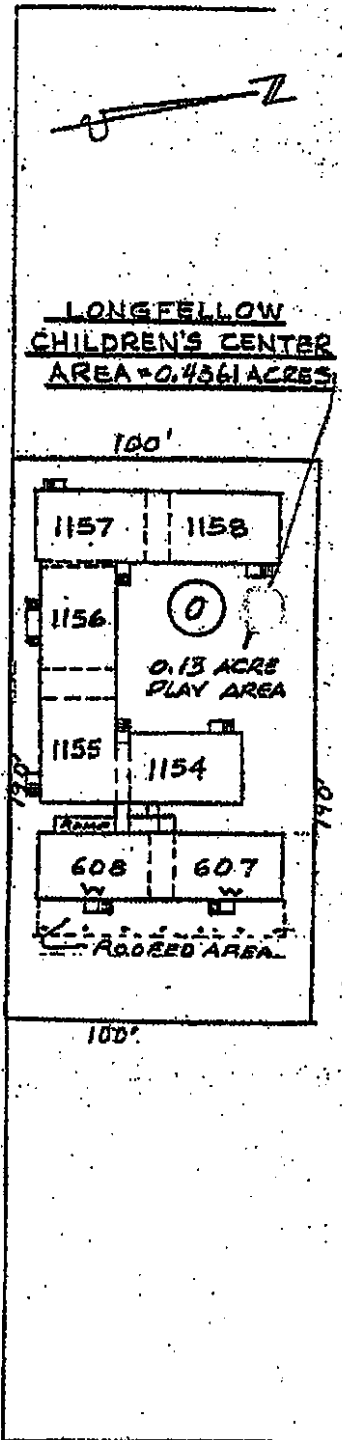 N
LONGFELLOW
CHILDREN'S CENTER
AREA = 0.4361 ACRES
100'
1157 1158
1156
O
0.13 ACRE
PLAY AREA
1155
1154
190'
190'
RAMP
608 607
ROOFED AREA
100'